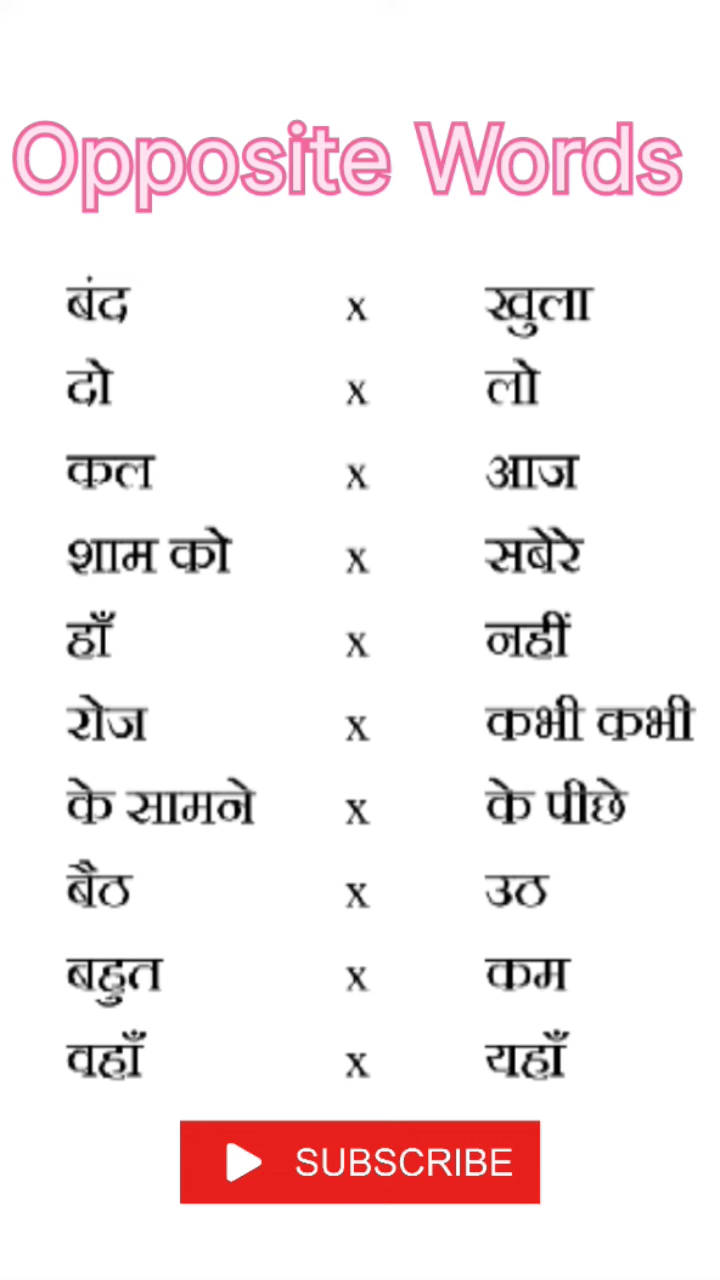 Opposite Words
बंद x खुला
दो x लो
कल x आज
शाम को x सबेरे
हाँ x नहीं
रोज x कभी कभी
के सामने x के पीछे
बैठ x उठ
बहुत x कम
वहाँ x यहाँ
SUBSCRIBE